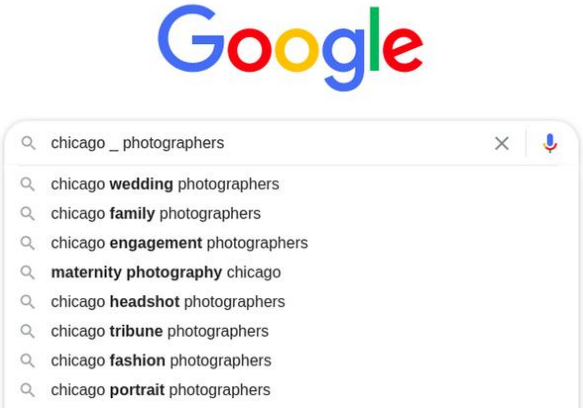 Google
chicago _ photographers
chicago wedding photographers
chicago family photographers
chicago engagement photographers
maternity photography chicago
chicago headshot photographers
chicago tribune photographers
chicago fashion photographers
chicago portrait photographers